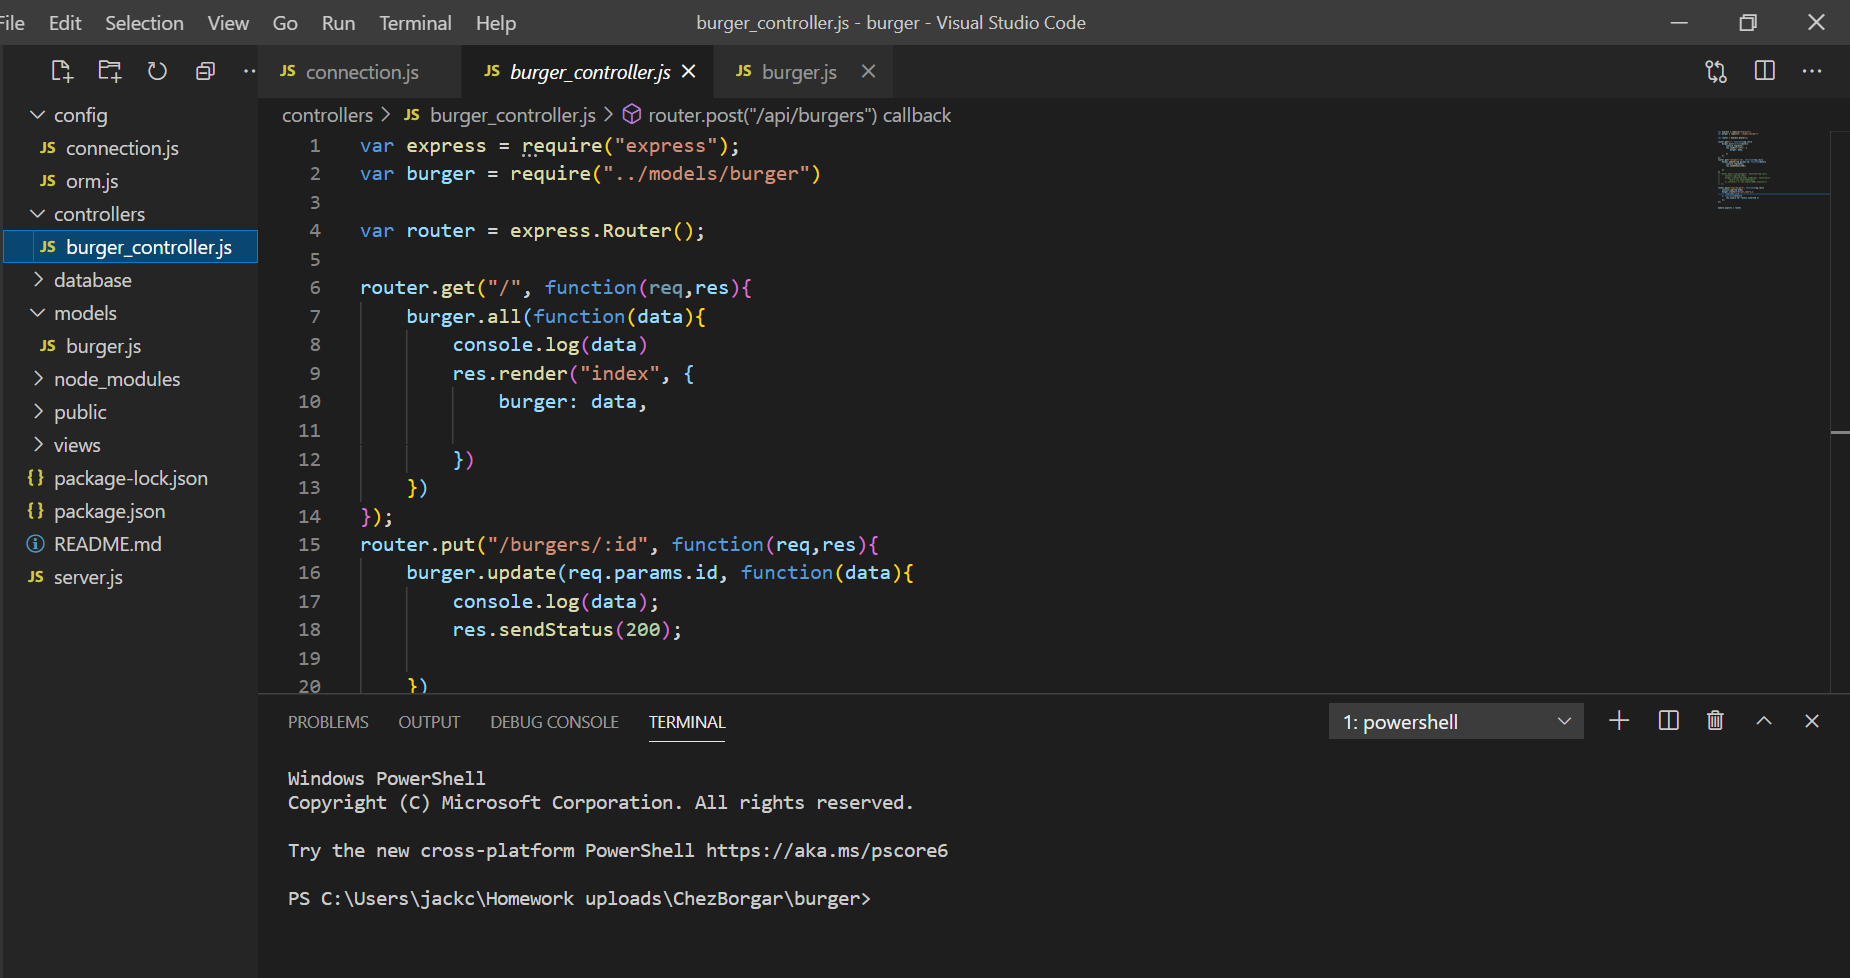 File Edit Selection View Go Run Terminal Help burger_controller.js - burger - Visual Studio Code
JS connection.js JS burger_controller.js JS burger.js
config
JS connection.js
JS orm.js
controllers
JS burger_controller.js
database
models
JS burger.js
node_modules
public
views
{} package-lock.json
{} package.json
README.md
JS server.js
controllers > JS burger_controller.js > router.post("/api/burgers") callback
1 var express = require("express");
2 var burger = require("../models/burger")
3
4 var router = express.Router();
5
6 router.get("/", function(req,res){
7 burger.all(function(data){
8 console.log(data)
9 res.render("index", {
10 burger: data,
11
12 })
13 })
14 });
15 router.put("/burgers/:id", function(req,res){
16 burger.update(req.params.id, function(data){
17 console.log(data);
18 res.sendStatus(200);
19
20 })
PROBLEMS OUTPUT DEBUG CONSOLE TERMINAL 1: powershell
Windows PowerShell
Copyright (C) Microsoft Corporation. All rights reserved.
Try the new cross-platform PowerShell https://aka.ms/pscore6
PS C:\Users\jackc\Homework uploads\ChezBorgar\burger>